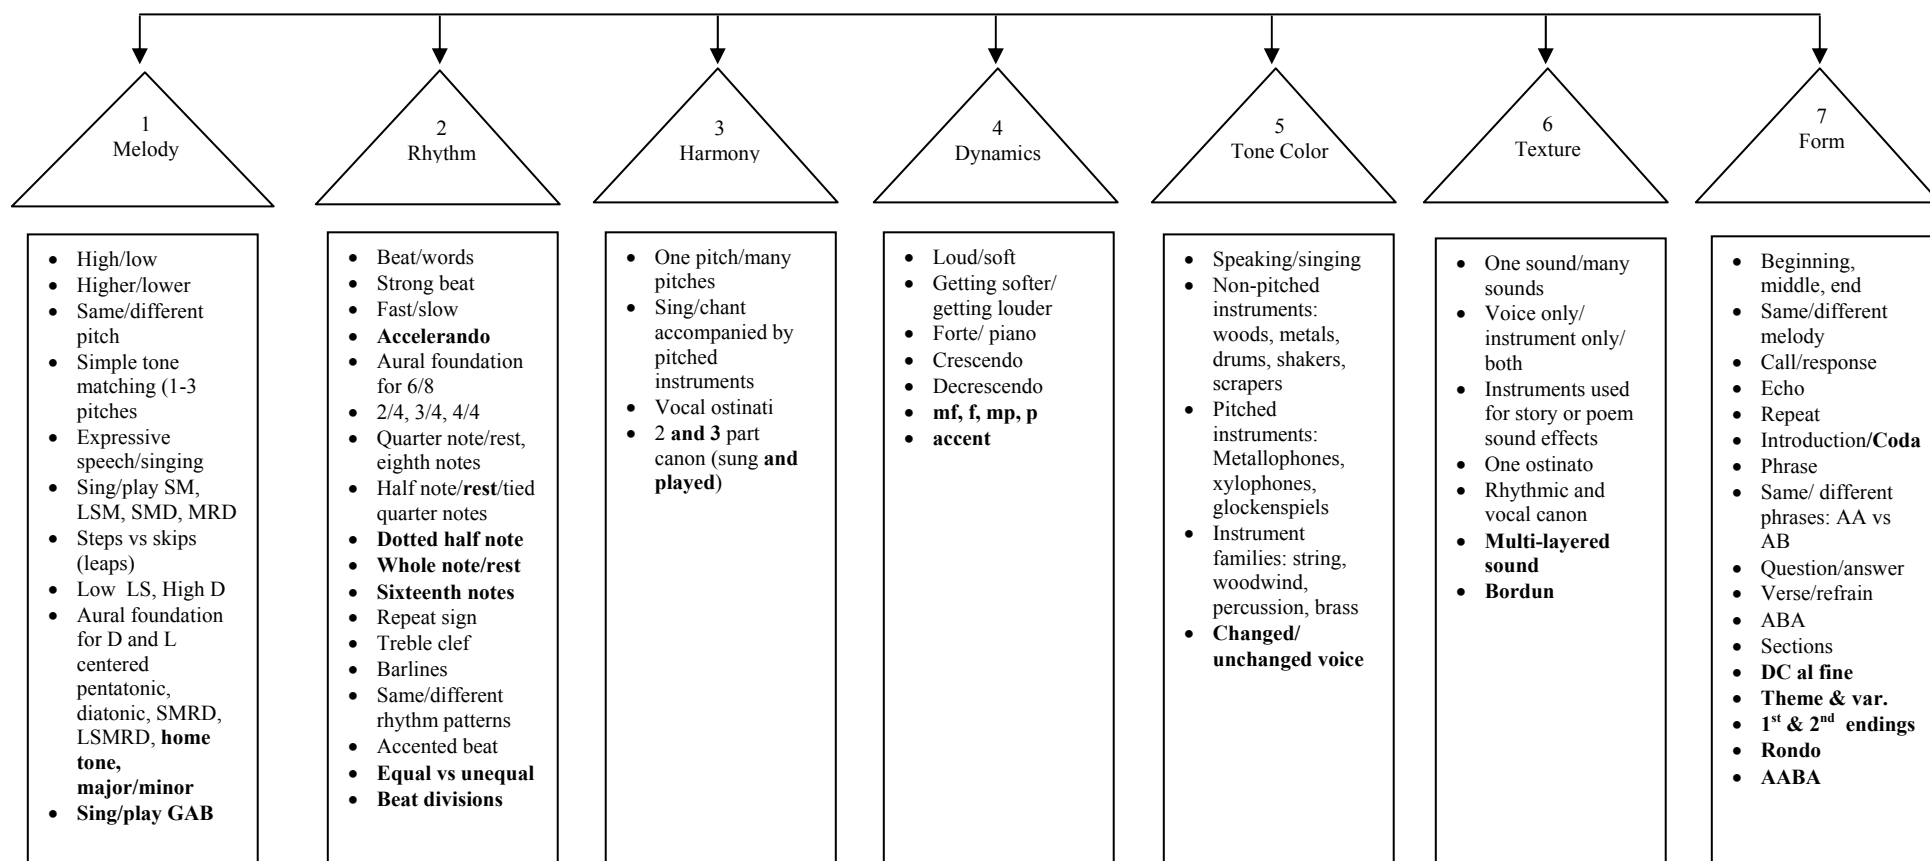 1
Melody
2
Rhythm
3
Harmony
4
Dynamics
5
Tone Color
6
Texture
7
Form
• High/low
• Higher/lower
• Same/different
pitch
• Simple tone
matching (1-3
pitches
• Expressive
speech/singing
• Sing/play SM,
LSM, SMD, MRD
• Steps vs skips
(leaps)
• Low LS, High D
• Aural foundation
for D and L
centered
pentatonic,
diatonic, SMRD,
LSMRD, home
tone,
major/minor
• Sing/play GAB
• Beat/words
• Strong beat
• Fast/slow
• Accelerando
• Aural foundation
for 6/8
• 2/4, 3/4, 4/4
• Quarter note/rest,
eighth notes
• Half note/rest/tied
quarter notes
• Dotted half note
• Whole note/rest
• Sixteenth notes
• Repeat sign
• Treble clef
• Barlines
• Same/different
rhythm patterns
• Accented beat
• Equal vs unequal
• Beat divisions
• One pitch/many
pitches
• Sing/chant
accompanied by
pitched
instruments
• Vocal ostinati
• 2 and 3 part
canon (sung and
played)
• Loud/soft
• Getting softer/
getting louder
• Forte/ piano
• Crescendo
• Decrescendo
• mf, f, mp, p
• accent
• Speaking/singing
• Non-pitched
instruments:
woods, metals,
drums, shakers,
scrapers
• Pitched
instruments:
Metallophones,
xylophones,
glockenspiels
• Instrument
families: string,
woodwind,
percussion, brass
• Changed/
unchanged voice
• One sound/many
sounds
• Voice only/
instrument only/
both
• Instruments used
for story or poem
sound effects
• One ostinato
• Rhythmic and
vocal canon
• Multi-layered
sound
• Bordun
• Beginning,
middle, end
• Same/different
melody
• Call/response
• Echo
• Repeat
• Introduction/Coda
• Phrase
• Same/ different
phrases: AA vs
AB
• Question/answer
• Verse/refrain
• ABA
• Sections
• DC al fine
• Theme & var.
• 1st & 2nd endings
• Rondo
• AABA